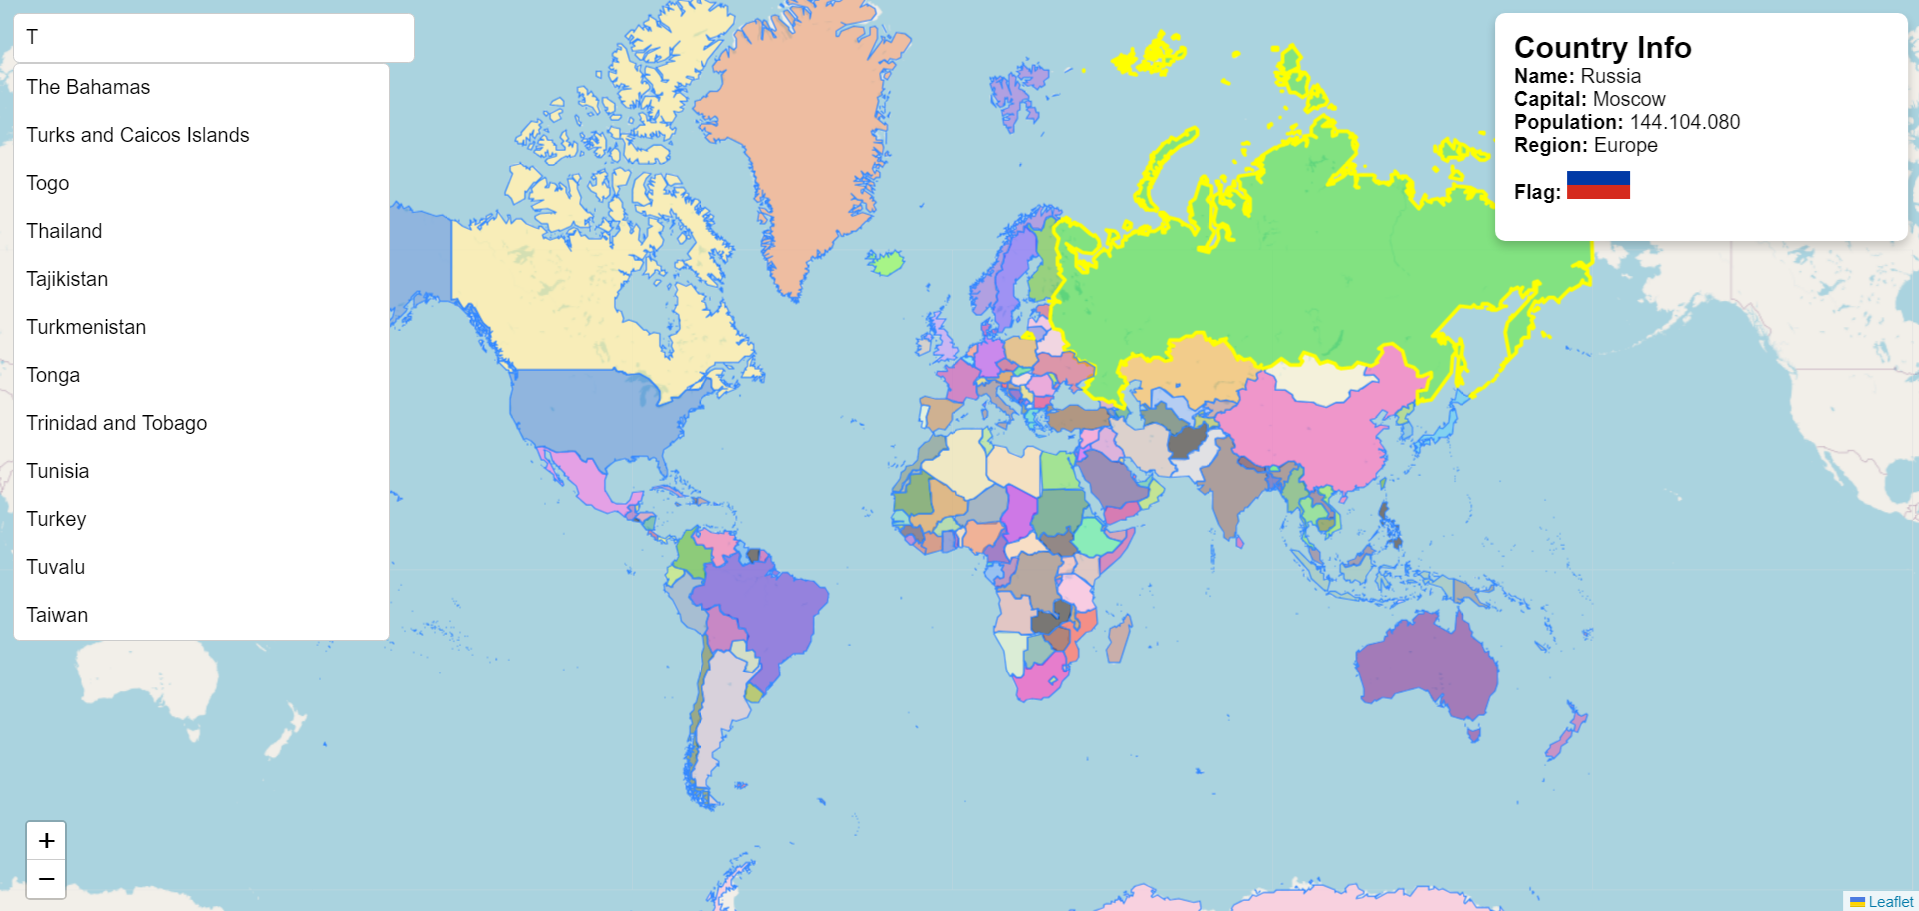 T
The Bahamas
Turks and Caicos Islands
Togo
Thailand
Tajikistan
Turkmenistan
Tonga
Trinidad and Tobago
Tunisia
Turkey
Tuvalu
Taiwan
Country Info
Name: Russia
Capital: Moscow
Population: 144.104.080
Region: Europe
Flag:
+
−
Leaflet